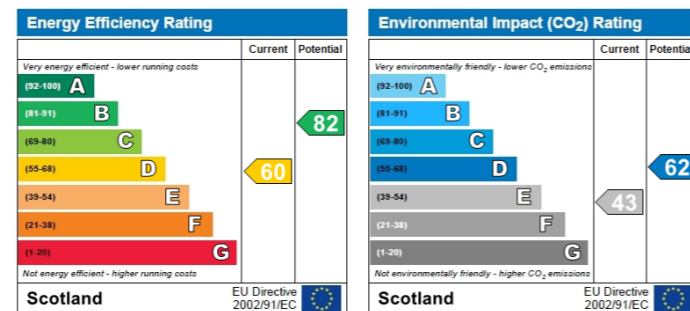 Energy Efficiency Rating
Current Potential
Very energy efficient - lower running costs
(92-100) A
(81-91) B
82
(69-80) C
(55-68) D
60
(39-54) E
(21-38) F
(1-20) G
Not energy efficient - higher running costs
Scotland
EU Directive
2002/91/EC
Environmental Impact (CO₂) Rating
Current Potential
Very environmentally friendly - lower CO₂ emissions
(92-100) A
(81-91) B
(69-80) C
(55-68) D
62
(39-54) E
43
(21-38) F
(1-20) G
Not environmentally friendly - higher CO₂ emissions
Scotland
EU Directive
2002/91/EC